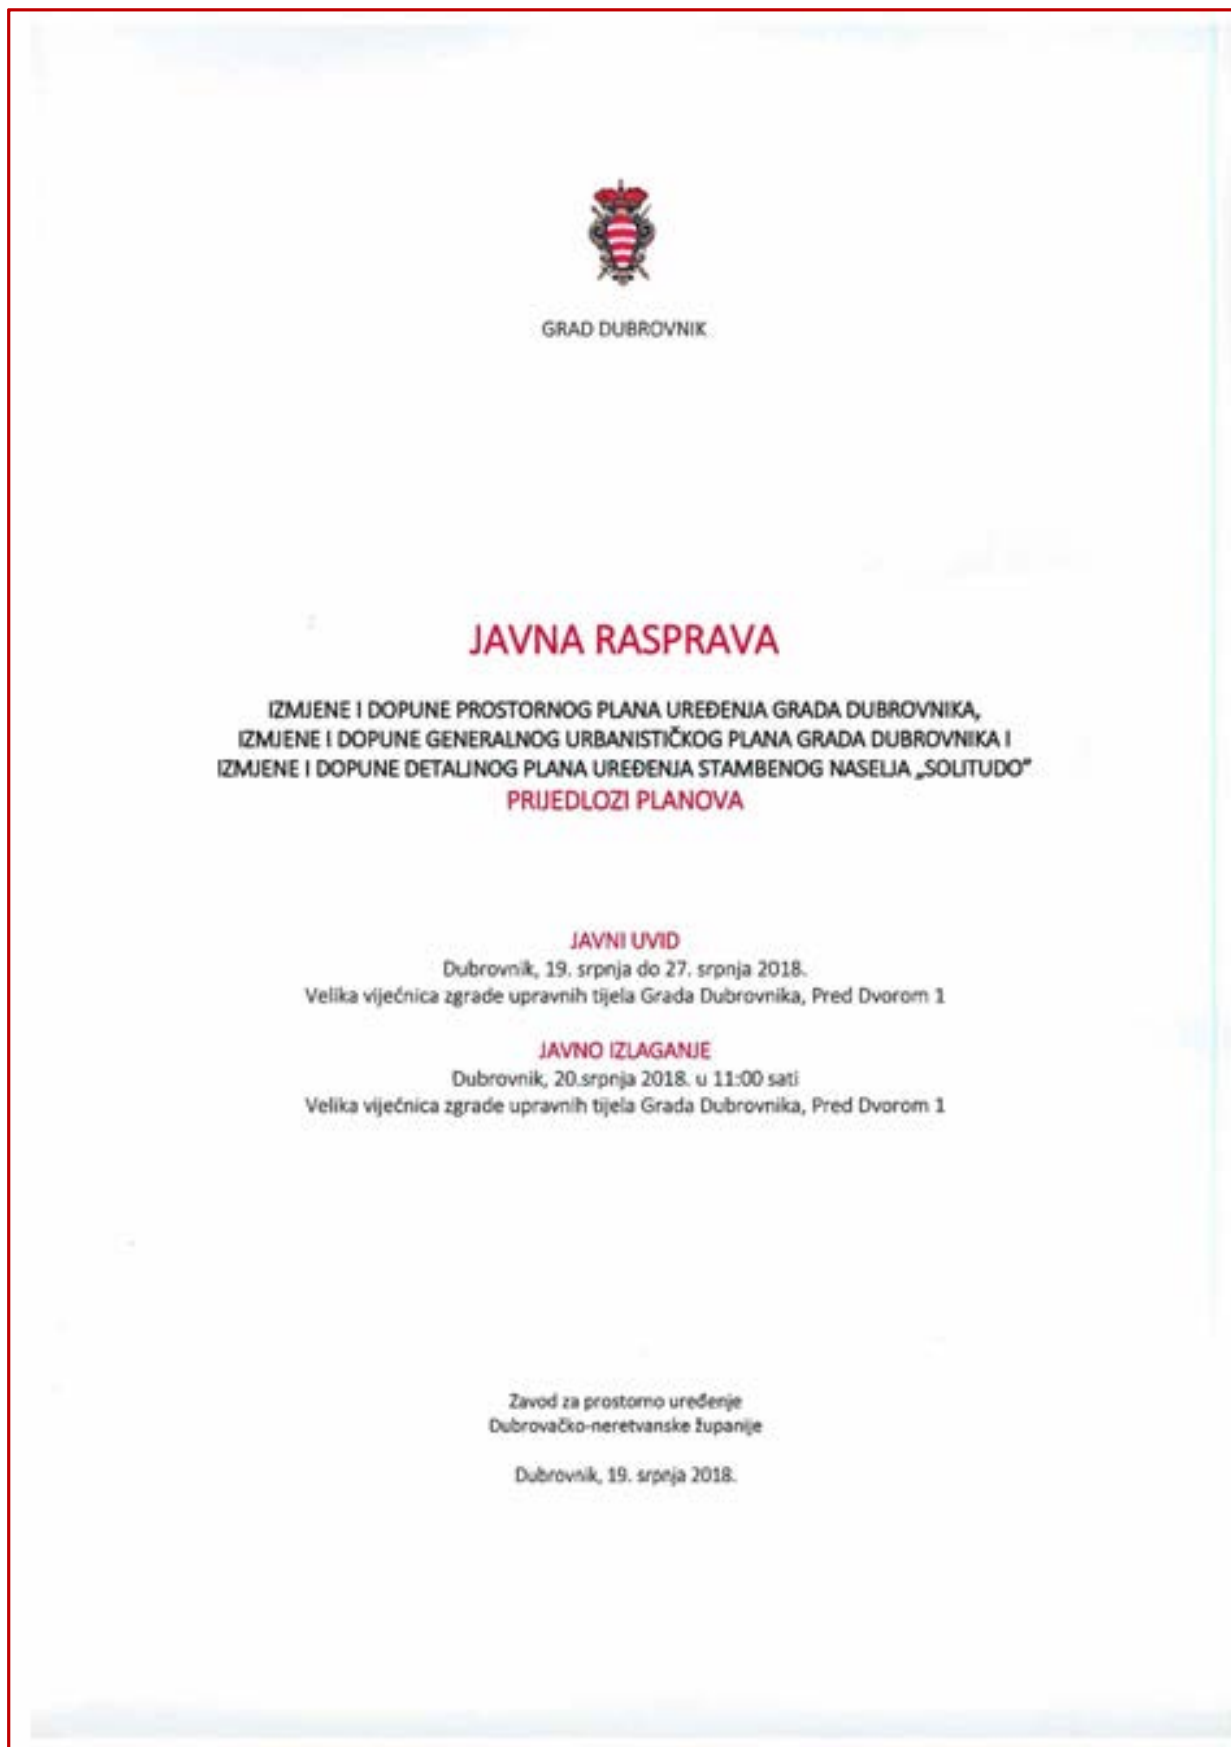 GRAD DUBROVNIK
JAVNA RASPRAVA
IZMJENE I DOPUNE PROSTORNOG PLANA UREĐENJA GRADA DUBROVNIKA,
IZMJENE I DOPUNE GENERALNOG URBANISTIČKOG PLANA GRADA DUBROVNIKA I
IZMJENE I DOPUNE DETALJNOG PLANA UREĐENJA STAMBENOG NASELJA „SOLITUDO"
PRIJEDLOZI PLANOVA
JAVNI UVID
Dubrovnik, 19. srpnja do 27. srpnja 2018.
Velika vijećnica zgrade upravnih tijela Grada Dubrovnika, Pred Dvorom 1
JAVNO IZLAGANJE
Dubrovnik, 20.srpnja 2018. u 11:00 sati
Velika vijećnica zgrade upravnih tijela Grada Dubrovnika, Pred Dvorom 1
Zavod za prostorno uređenje
Dubrovačko-neretvanske županije
Dubrovnik, 19. srpnja 2018.